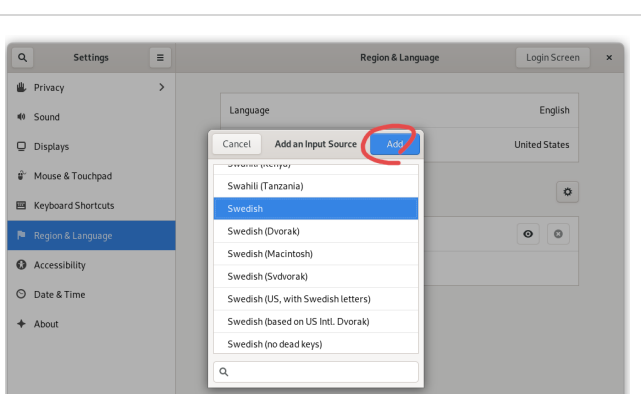 Settings
Region & Language
Login Screen
Privacy
Sound
Displays
Mouse & Touchpad
Keyboard Shortcuts
Region & Language
Accessibility
Date & Time
About
Language
English
United States
Cancel
Add an Input Source
Add
Swahili (Kenya)
Swahili (Tanzania)
Swedish
Swedish (Dvorak)
Swedish (Macintosh)
Swedish (Svdvorak)
Swedish (US, with Swedish letters)
Swedish (based on US Intl. Dvorak)
Swedish (no dead keys)